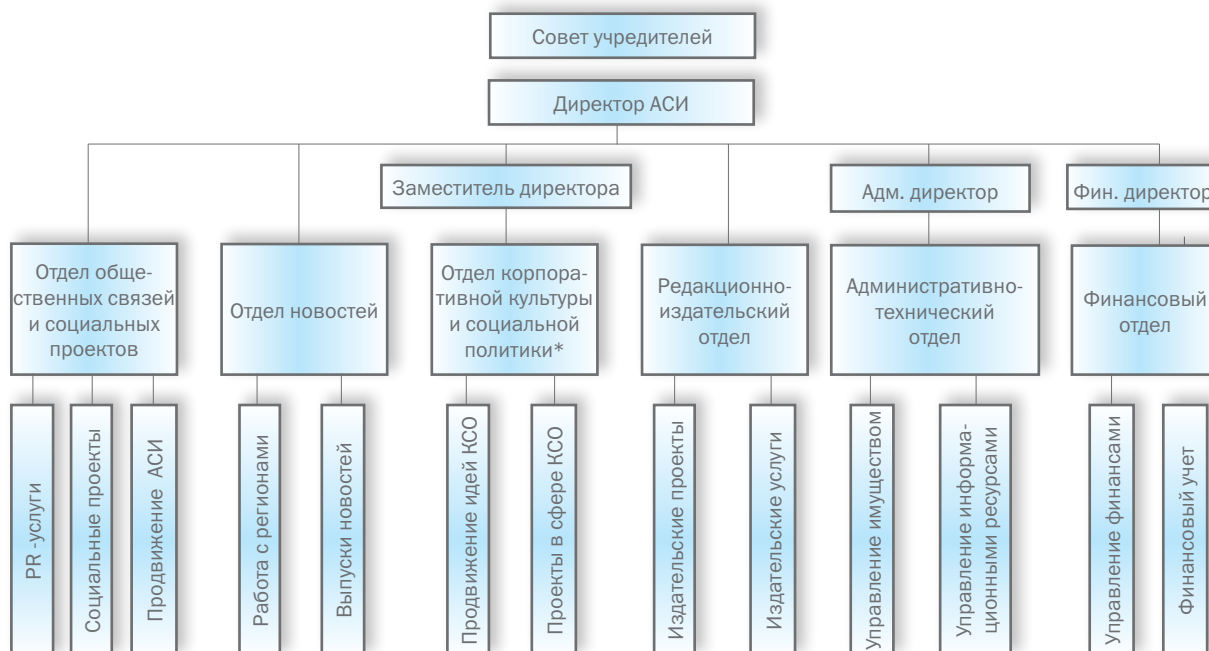 Совет учредителей
Директор АСИ
Заместитель директора
Адм. директор
Фин. директор
Отдел обще-
ственных связей
и социальных
проектов
Отдел новостей
Отдел корпора-
тивной культуры
и социальной
политики*
Редакционно-
издательский
отдел
Административно-
технический
отдел
Финансовый
отдел
PR -услуги
Социальные проекты
Продвижение АСИ
Работа с регионами
Выпуски новостей
Продвижение идей КСО
Проекты в сфере КСО
Издательские проекты
Издательские услуги
Управление имуществом
Управление информа-
ционными ресурсами
Управление финансами
Финансовый учет